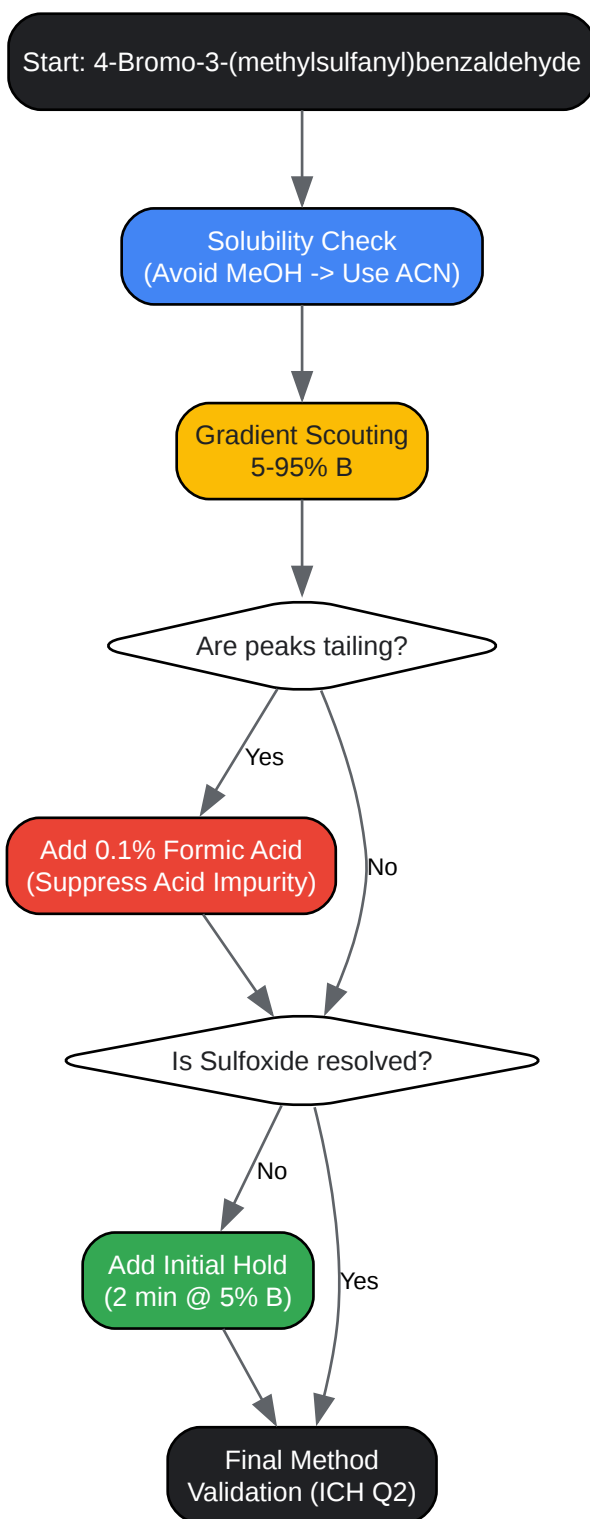 Start: 4-Bromo-3-(methylsulfanyl)benzaldehyde
Solubility Check
(Avoid MeOH -> Use ACN)
Gradient Scouting
5-95% B
Are peaks tailing?
Yes
Add 0.1% Formic Acid
(Suppress Acid Impurity)
No
Is Sulfoxide resolved?
No
Add Initial Hold
(2 min @ 5% B)
Yes
Final Method
Validation (ICH Q2)